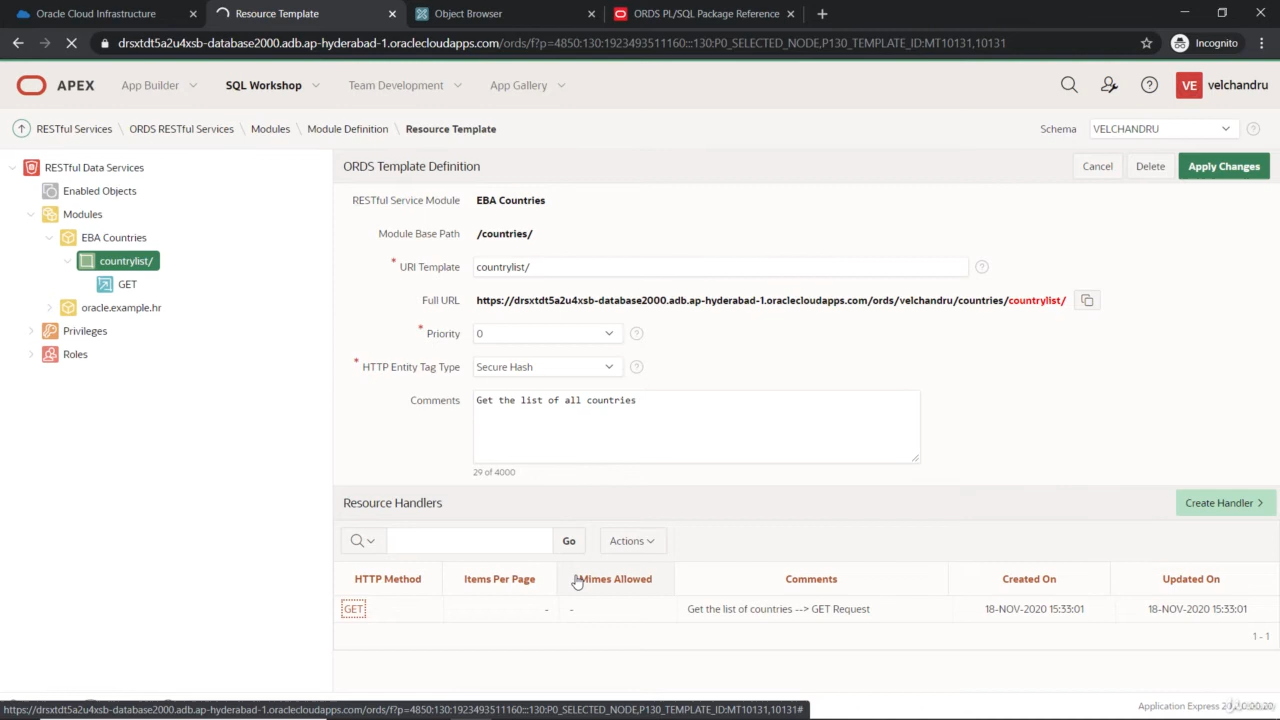 Oracle Cloud Infrastructure
Resource Template
Object Browser
ORDS PL/SQL Package Reference
drsxtdt5a2u4xsb-database2000.adb.ap-hyderabad-1.oraclecloudapps.com/ords/f?p=4850:130:1923493511160:::130:P0_SELECTED_NODE,P130_TEMPLATE_ID:MT10131,10131
Incognito
APEX
App Builder
SQL Workshop
Team Development
App Gallery
VE
velchandru
RESTful Services \ ORDS RESTful Services \ Modules \ Module Definition \ Resource Template
Schema
VELCHANDRU
RESTful Data Services
Enabled Objects
Modules
EBA Countries
countrylist/
GET
oracle.example.hr
Privileges
Roles
ORDS Template Definition
Cancel
Delete
Apply Changes
RESTful Service Module EBA Countries
Module Base Path /countries/
* URI Template countrylist/
Full URL https://drsxtdt5a2u4xsb-database2000.adb.ap-hyderabad-1.oraclecloudapps.com/ords/velchandru/countries/countrylist/
* Priority 0
* HTTP Entity Tag Type Secure Hash
Comments Get the list of all countries
29 of 4000
Resource Handlers
Create Handler >
Go
Actions
HTTP Method Items Per Page Mimes Allowed Comments Created On Updated On
GET - - Get the list of countries --> GET Request 18-NOV-2020 15:33:01 18-NOV-2020 15:33:01
1 - 1
https://drsxtdt5a2u4xsb-database2000.adb.ap-hyderabad-1.oraclecloudapps.com/ords/f?p=4850:130:1923493511160:::130:P0_SELECTED_NODE,P130_TEMPLATE_ID:MT10131,10131#
Application Express